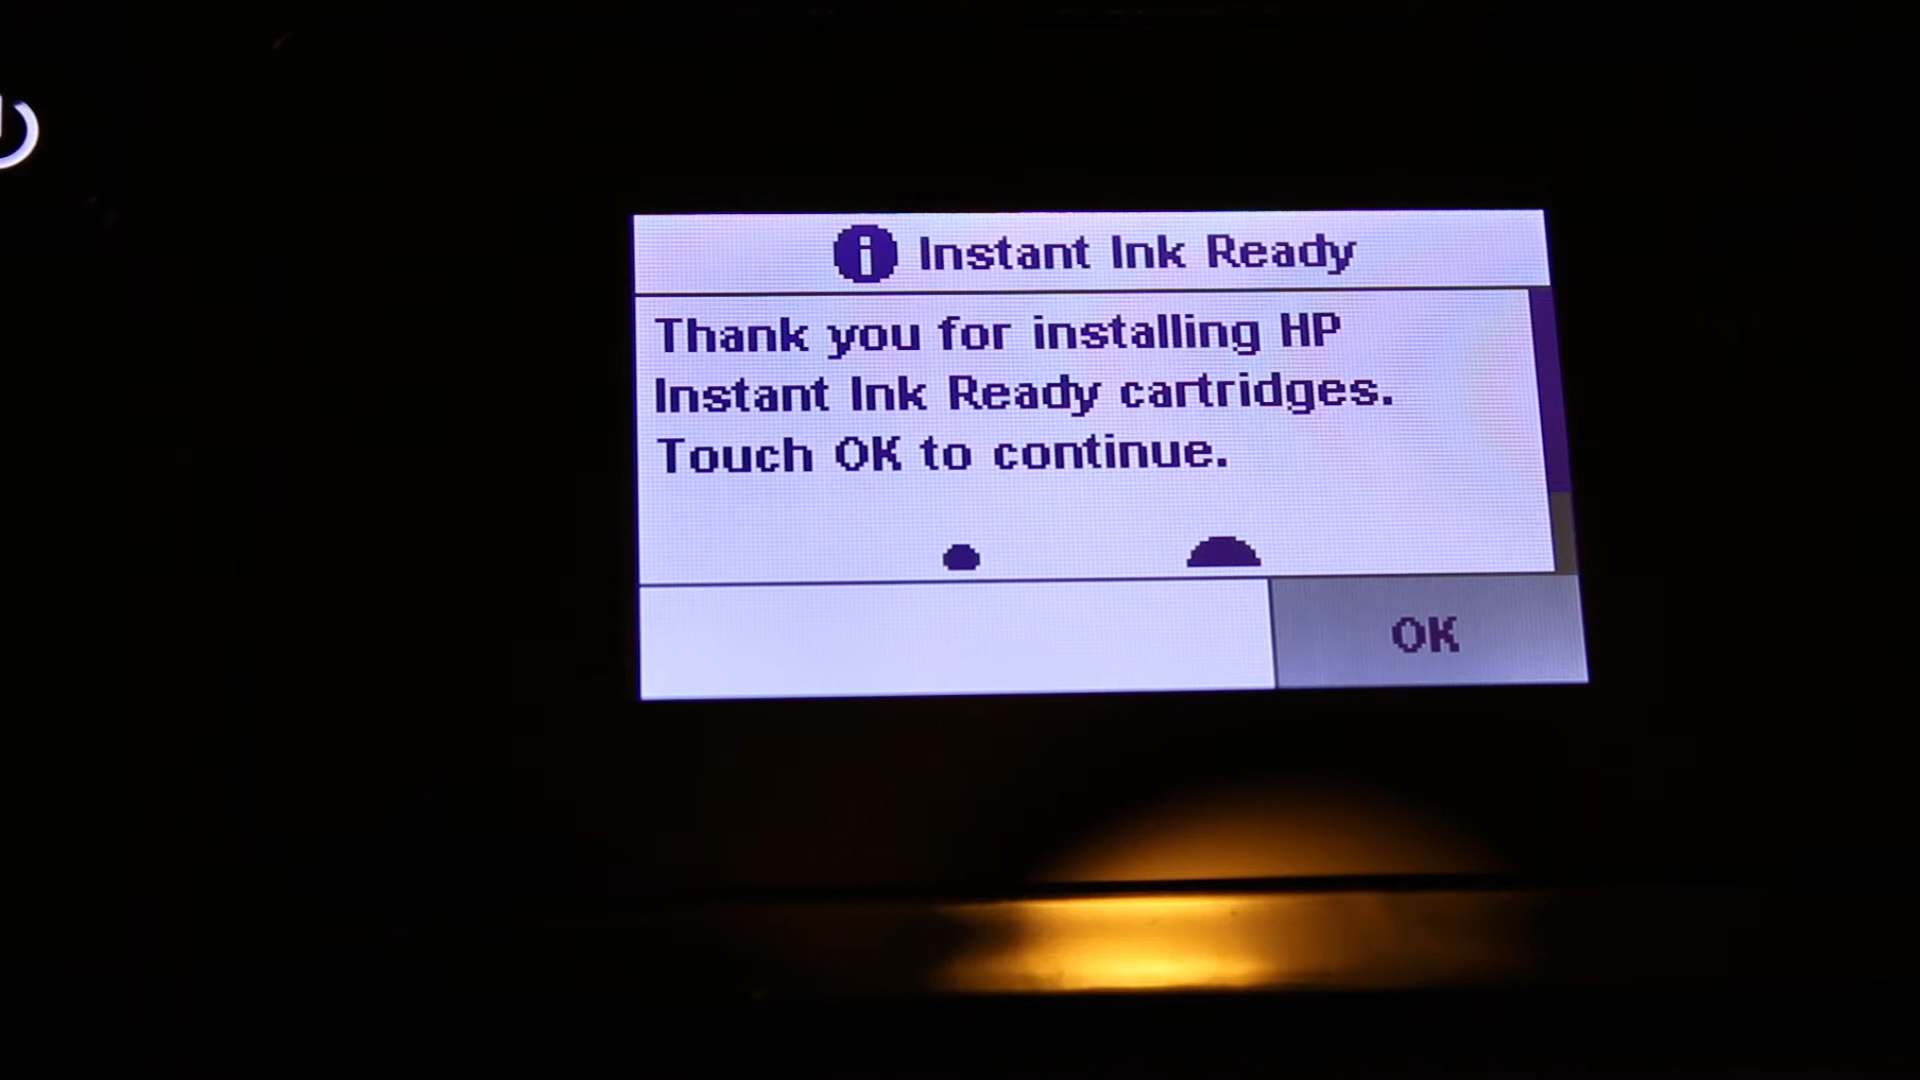 Instant Ink Ready
Thank you for installing HP
Instant Ink Ready cartridges.
Touch OK to continue.
OK